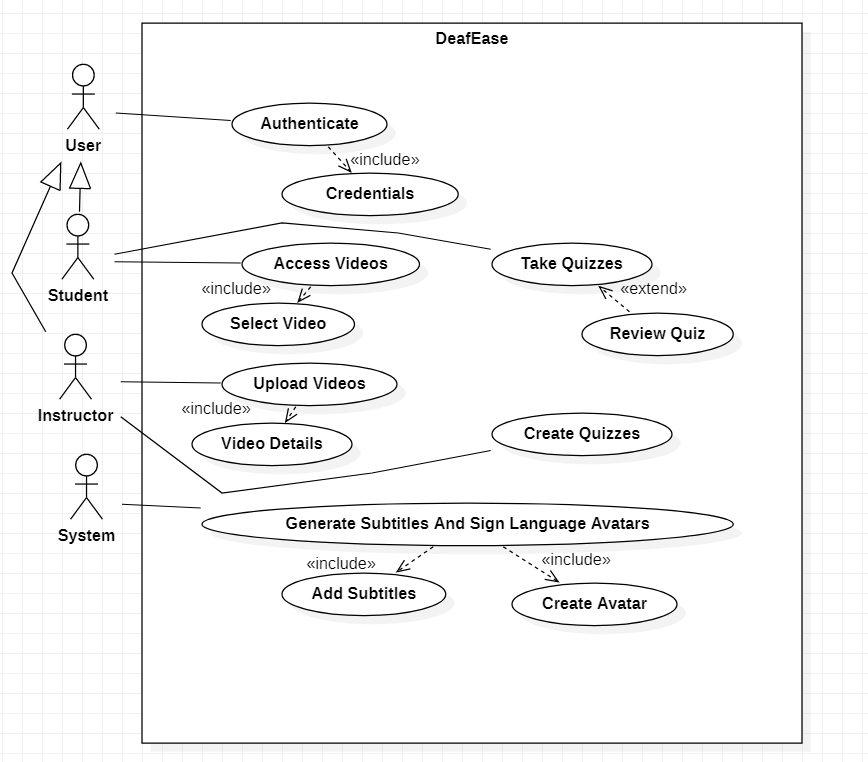 DeafEase
User
Authenticate
«include»
Credentials
Student
Access Videos
Take Quizzes
«include»
«extend»
Select Video
Review Quiz
Instructor
Upload Videos
«include»
Video Details
Create Quizzes
System
Generate Subtitles And Sign Language Avatars
«include»
«include»
Add Subtitles
Create Avatar